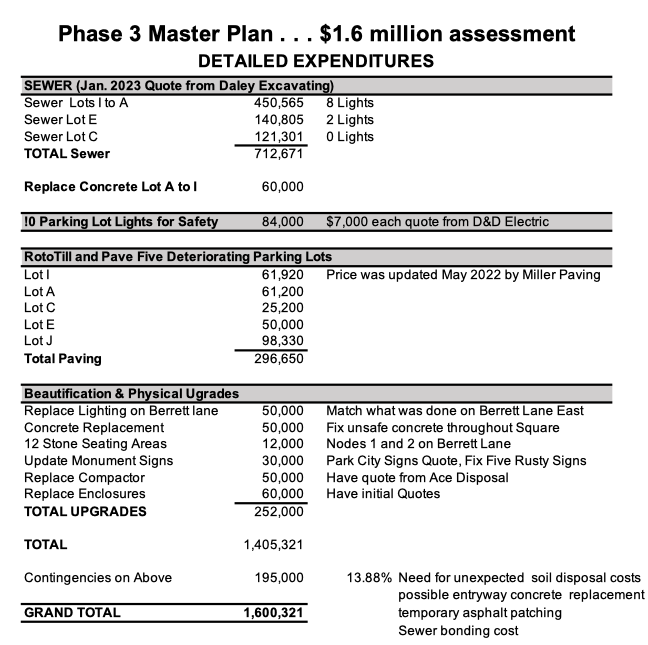 Phase 3 Master Plan . . . $1.6 million assessment
DETAILED EXPENDITURES
SEWER (Jan. 2023 Quote from Daley Excavating)
Sewer Lots I to A 450,565 8 Lights
Sewer Lot E 140,805 2 Lights
Sewer Lot C 121,301 0 Lights
TOTAL Sewer 712,671
Replace Concrete Lot A to I 60,000
!0 Parking Lot Lights for Safety 84,000 $7,000 each quote from D&D Electric
RotoTill and Pave Five Deteriorating Parking Lots
Lot I 61,920 Price was updated May 2022 by Miller Paving
Lot A 61,200
Lot C 25,200
Lot E 50,000
Lot J 98,330
Total Paving 296,650
Beautification & Physical Ugrades
Replace Lighting on Berrett lane 50,000 Match what was done on Berrett Lane East
Concrete Replacement 50,000 Fix unsafe concrete throughout Square
12 Stone Seating Areas 12,000 Nodes 1 and 2 on Berrett Lane
Update Monument Signs 30,000 Park City Signs Quote, Fix Five Rusty Signs
Replace Compactor 50,000 Have quote from Ace Disposal
Replace Enclosures 60,000 Have initial Quotes
TOTAL UPGRADES 252,000
TOTAL 1,405,321
Contingencies on Above 195,000 13.88% Need for unexpected soil disposal costs
possible entryway concrete replacement
GRAND TOTAL 1,600,321 temporary asphalt patching
Sewer bonding cost